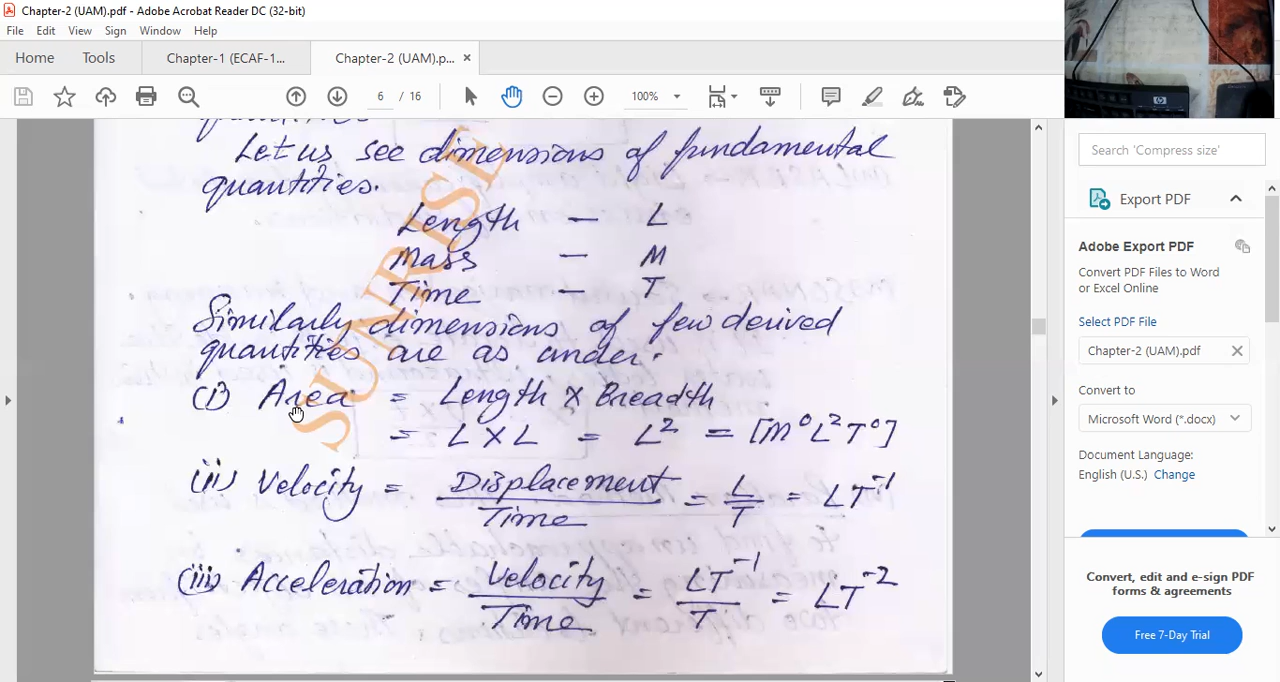 Chapter-2 (UAM).pdf - Adobe Acrobat Reader DC (32-bit)
File Edit View Sign Window Help
Home Tools Chapter-1 (ECAF-1... Chapter-2 (UAM).p... ×
6 / 16 100%
Let us see dimensions of fundamental
quantities.
Length — L
Mass — M
Time — T
Similarly dimensions of few derived
quantities are as under.
(i) Area = Length × Breadth
= L × L = L² = [M⁰L²T⁰]
(ii) Velocity = Displacement/Time = L/T = LT⁻¹
(iii) Acceleration = Velocity/Time = LT⁻¹/T = LT⁻²
SUNRISE
hp
Search 'Compress size'
Export PDF
Adobe Export PDF
Convert PDF Files to Word
or Excel Online
Select PDF File
Chapter-2 (UAM).pdf
Convert to
Microsoft Word (*.docx)
Document Language:
English (U.S.) Change
Convert, edit and e-sign PDF
forms & agreements
Free 7-Day Trial